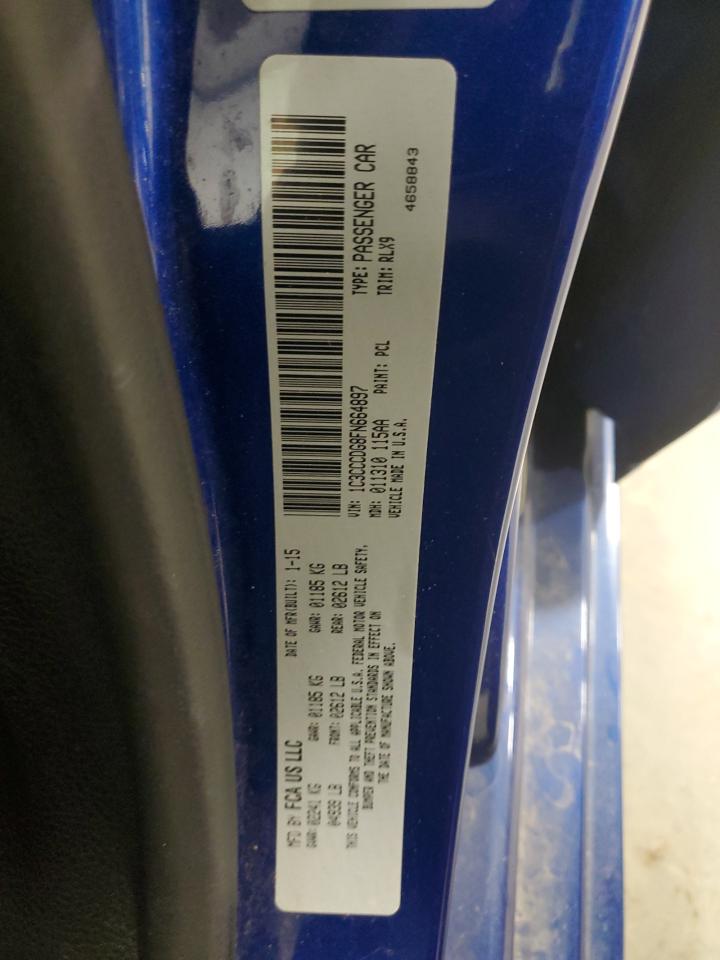 MFD BY FCA US LLC DATE OF MFR(BUILT): 1-15
GVWR: 02241 KG GAWR: 01185 KG GAWR: 01185 KG
04939 LB FRONT: 02612 LB REAR: 02612 LB
THIS VEHICLE CONFORMS TO ALL APPLICABLE U.S.A. FEDERAL MOTOR VEHICLE SAFETY,
BUMPER AND THEFT PREVENTION STANDARDS IN EFFECT ON
THE DATE OF MANUFACTURE SHOWN ABOVE.
VIN: 1C3CCCDG8FN664897 TYPE: PASSENGER CAR
MDH: 011310 115AA PAINT: PCL TRIM: RLX9
VEHICLE MADE IN U.S.A.
4658843